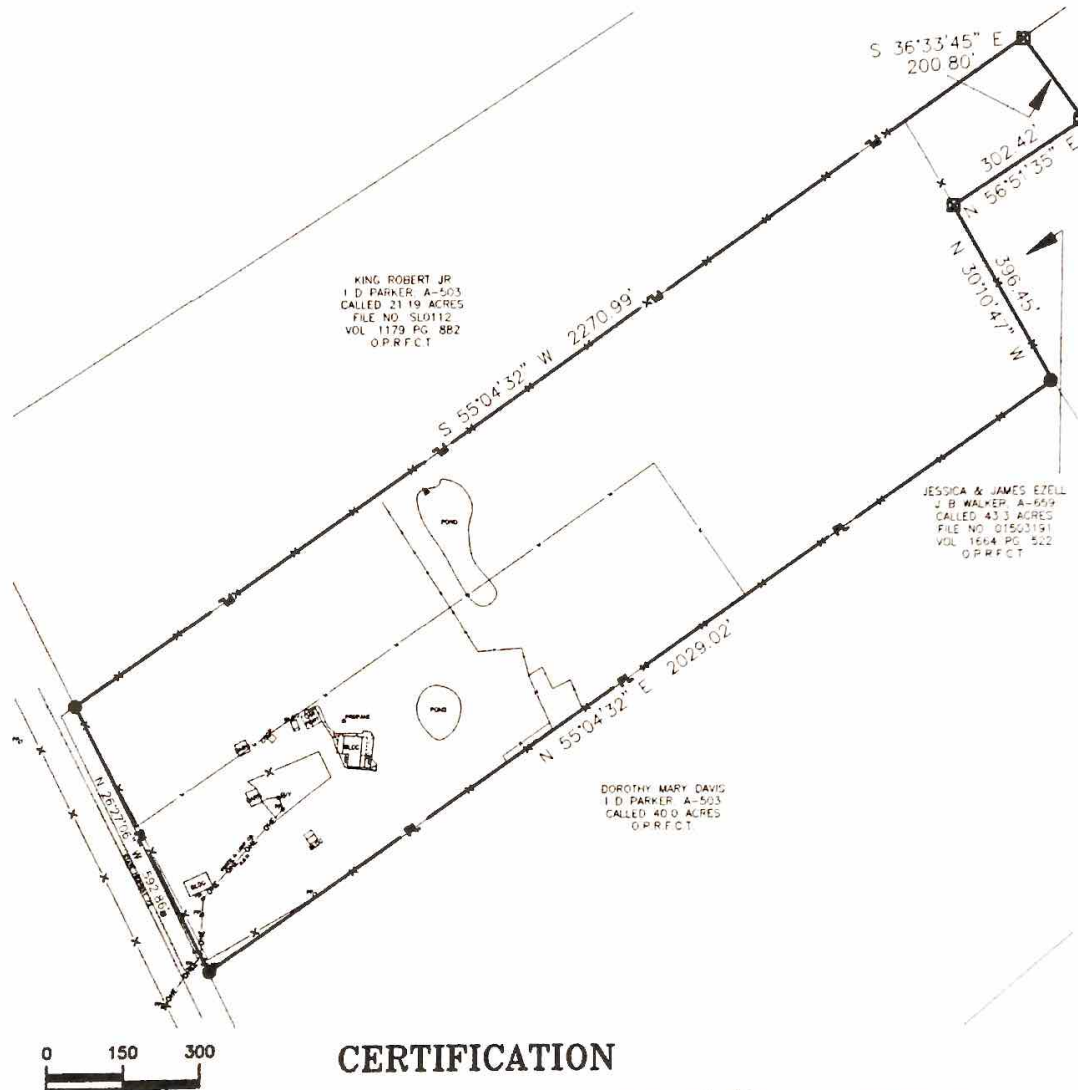 S 36°33'45" E
200.80'
302.42'
N 56°51'35" E
396.45'
N 30°10'47" W
KING ROBERT JR
I D PARKER, A-503
CALLED 21.19 ACRES
FILE NO. SL0112
VOL. 1179 PG. 882
O.P.R.F.C.T
S 55°04'32" W 2270.99'
POND
JESSICA & JAMES EZELL
J B WALKER, A-659
CALLED 43.3 ACRES
FILE NO. 01503191
VOL 1664 PG. 522
O.P.R.F.C.T
POND
PROPANE
BLDG
N 55°04'32" E 2029.02'
DOROTHY MARY DAVIS
I D PARKER, A-503
CALLED 40.0 ACRES
O.P.R.F.C.T
N 26°27'06" W 592.86'
BLDG
0 150 300
CERTIFICATION